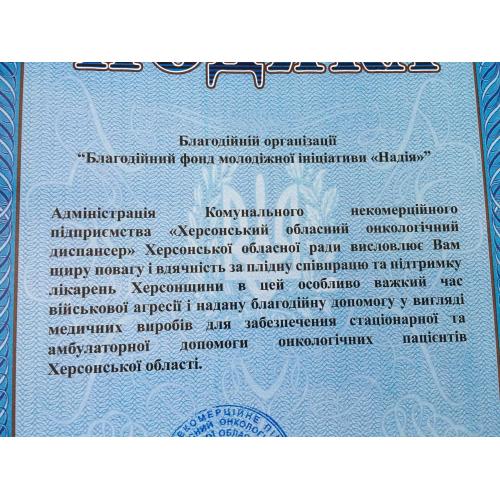 Благодійній організації
“Благодійний фонд молодіжної ініціативи «Надія»”
Адміністрація Комунального некомерційного
підприємства «Херсонський обласний онкологічний
диспансер» Херсонської обласної ради висловлює Вам
щиру повагу і вдячність за плідну співпрацю та підтримку
лікарень Херсонщини в цей особливо важкий час
військової агресії і надану благодійну допомогу у вигляді
медичних виробів для забезпечення стаціонарної та
амбулаторної допомоги онкологічних пацієнтів
Херсонської області.